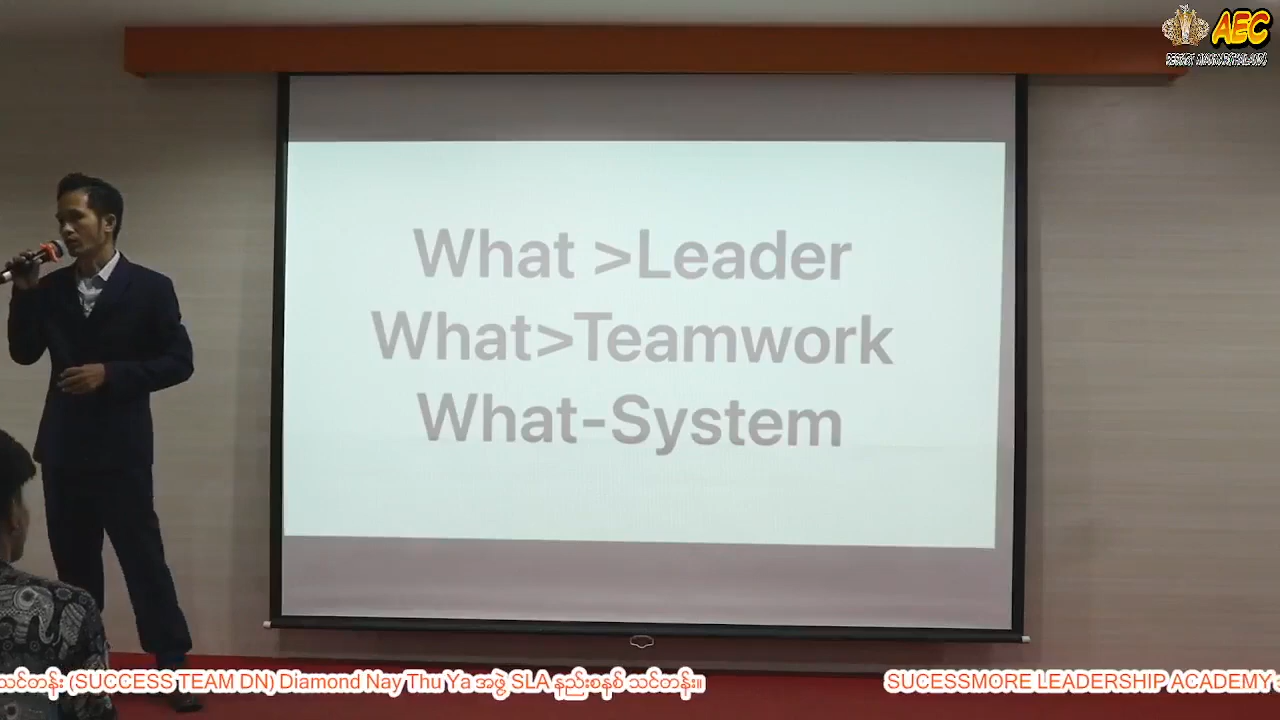 AEC
What >Leader
What>Teamwork
What-System
သင်တန်း (SUCCESS TEAM DN) Diamond Nay Thu Ya အဖွဲ့ SLA နည်းစနစ် သင်တန်း။
SUCESSMORE LEADERSHIP ACADEMY